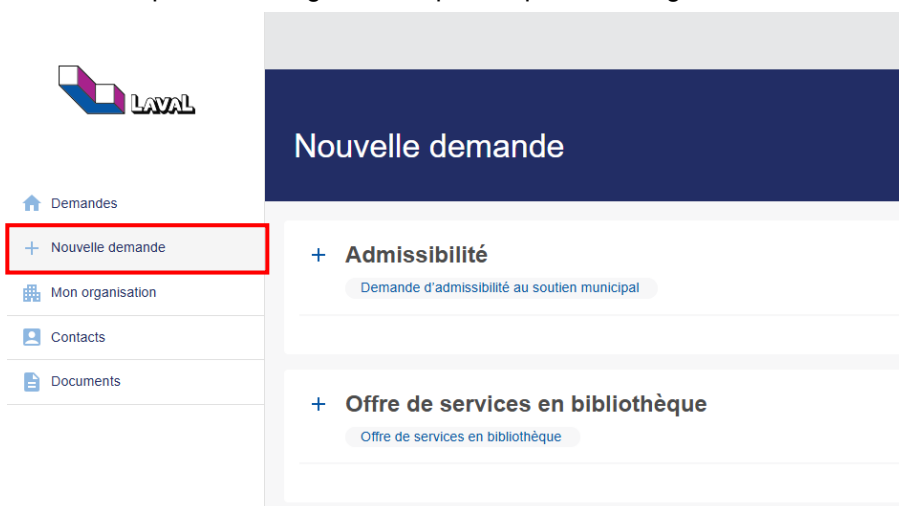 LAVAL
Nouvelle demande
Demandes
Nouvelle demande
Mon organisation
Contacts
Documents
Admissibilité
Demande d'admissibilité au soutien municipal
Offre de services en bibliothèque
Offre de services en bibliothèque